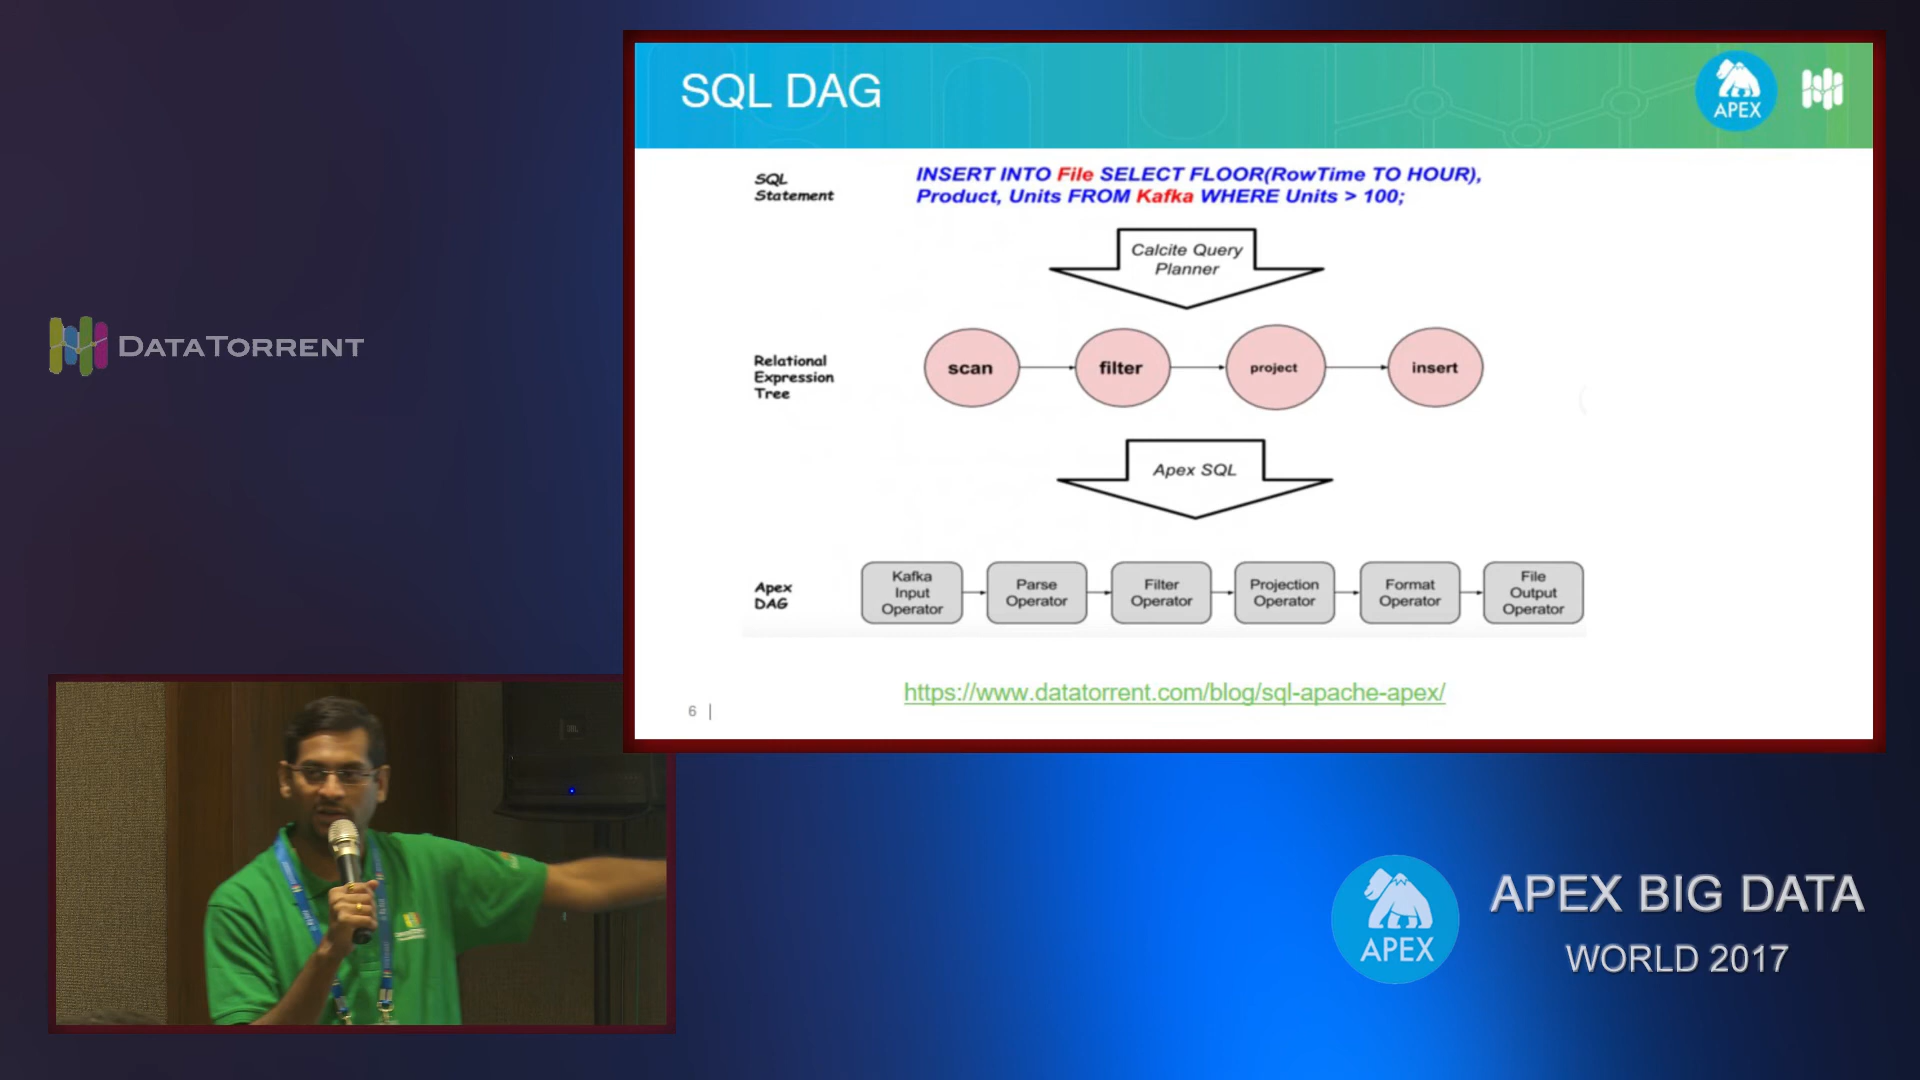 SQL DAG
APEX
SQL
Statement
INSERT INTO File SELECT FLOOR(RowTime TO HOUR),
Product, Units FROM Kafka WHERE Units > 100;
Calcite Query
Planner
Relational
Expression
Tree
scan
filter
project
insert
Apex SQL
Apex
DAG
Kafka
Input
Operator
Parse
Operator
Filter
Operator
Projection
Operator
Format
Operator
File
Output
Operator
https://www.datatorrent.com/blog/sql-apache-apex/
6 |
DATATORRENT
JBL
APEX
APEX BIG DATA
WORLD 2017